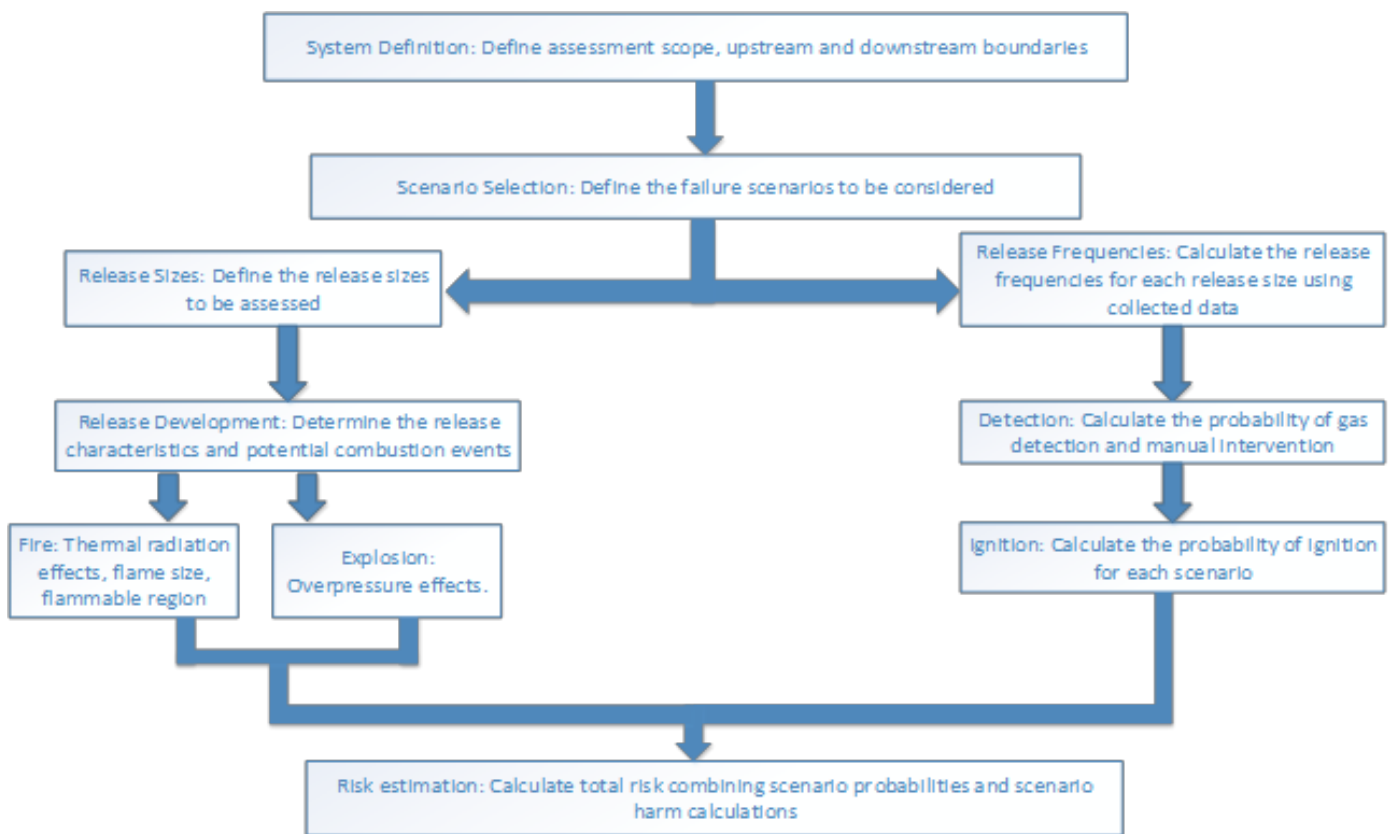 System Definition: Define assessment scope, upstream and downstream boundaries
Scenario Selection: Define the failure scenarios to be considered
Release Sizes: Define the release sizes
to be assessed
Release Frequencies: Calculate the release
frequencies for each release size using
collected data
Release Development: Determine the release
characteristics and potential combustion events
Detection: Calculate the probability of gas
detection and manual intervention
Fire: Thermal radiation
effects, flame size,
flammable region
Explosion:
Overpressure effects.
Ignition: Calculate the probability of ignition
for each scenario
Risk estimation: Calculate total risk combining scenario probabilities and scenario
harm calculations